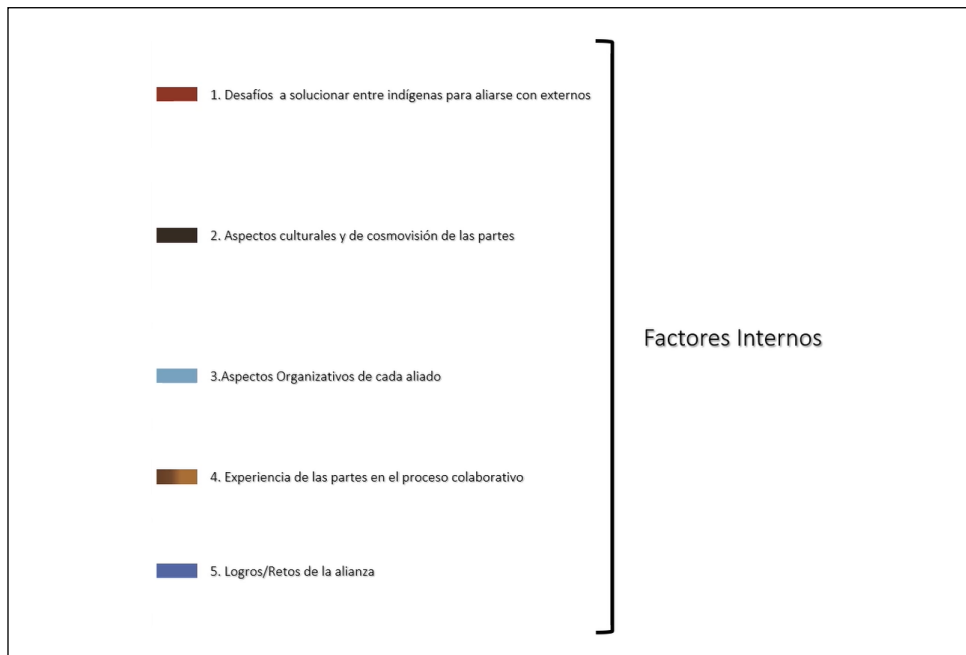 1. Desafíos a solucionar entre indígenas para aliarse con externos
2. Aspectos culturales y de cosmovisión de las partes
Factores Internos
3.Aspectos Organizativos de cada aliado
4. Experiencia de las partes en el proceso colaborativo
5. Logros/Retos de la alianza